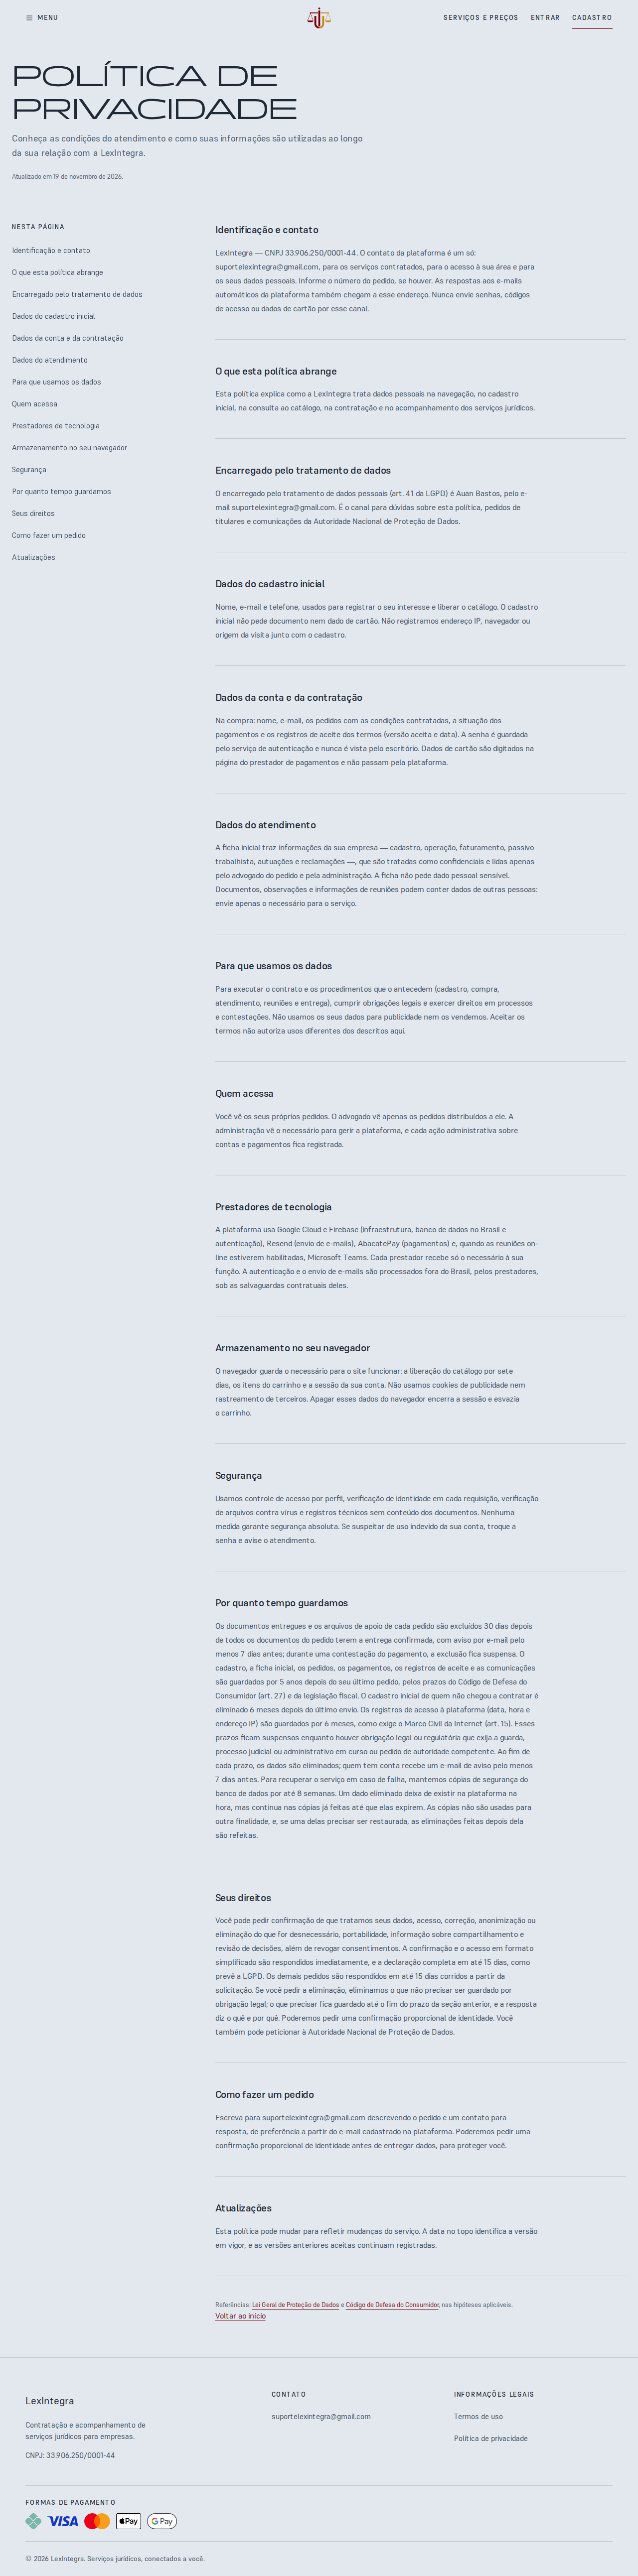 MENU
SERVIÇOS E PREÇOS
ENTRAR
CADASTRO
POLÍTICA DE
PRIVACIDADE
Conheça as condições do atendimento e como suas informações são utilizadas ao longo
da sua relação com a LexIntegra.
Atualizado em 19 de novembro de 2026.
NESTA PÁGINA
Identificação e contato
O que esta política abrange
Encarregado pelo tratamento de dados
Dados do cadastro inicial
Dados da conta e da contratação
Dados do atendimento
Para que usamos os dados
Quem acessa
Prestadores de tecnologia
Armazenamento no seu navegador
Segurança
Por quanto tempo guardamos
Seus direitos
Como fazer um pedido
Atualizações
Identificação e contato
LexIntegra — CNPJ 33.906.250/0001-44. O contato da plataforma é um só:
suportelexintegra@gmail.com, para os serviços contratados, para o acesso à sua área e para
os seus dados pessoais. Informe o número do pedido, se houver. As respostas aos e-mails
automáticos da plataforma também chegam a esse endereço. Nunca envie senhas, códigos
de acesso ou dados de cartão por esse canal.
O que esta política abrange
Esta política explica como a LexIntegra trata dados pessoais na navegação, no cadastro
inicial, na consulta ao catálogo, na contratação e no acompanhamento dos serviços jurídicos.
Encarregado pelo tratamento de dados
O encarregado pelo tratamento de dados pessoais (art. 41 da LGPD) é Auan Bastos, pelo e-
mail suportelexintegra@gmail.com. É o canal para dúvidas sobre esta política, pedidos de
titulares e comunicações da Autoridade Nacional de Proteção de Dados.
Dados do cadastro inicial
Nome, e-mail e telefone, usados para registrar o seu interesse e liberar o catálogo. O cadastro
inicial não pede documento nem dado de cartão. Não registramos endereço IP, navegador ou
origem da visita junto com o cadastro.
Dados da conta e da contratação
Na compra: nome, e-mail, os pedidos com as condições contratadas, a situação dos
pagamentos e os registros de aceite dos termos (versão aceita e data). A senha é guardada
pelo serviço de autenticação e nunca é vista pelo escritório. Dados de cartão são digitados na
página do prestador de pagamentos e não passam pela plataforma.
Dados do atendimento
A ficha inicial traz informações da sua empresa — cadastro, operação, faturamento, passivo
trabalhista, autuações e reclamações —, que são tratadas como confidenciais e lidas apenas
pelo advogado do pedido e pela administração. A ficha não pede dado pessoal sensível.
Documentos, observações e informações de reuniões podem conter dados de outras pessoas:
envie apenas o necessário para o serviço.
Para que usamos os dados
Para executar o contrato e os procedimentos que o antecedem (cadastro, compra,
atendimento, reuniões e entrega), cumprir obrigações legais e exercer direitos em processos
e contestações. Não usamos os seus dados para publicidade nem os vendemos. Aceitar os
termos não autoriza usos diferentes dos descritos aqui.
Quem acessa
Você vê os seus próprios pedidos. O advogado vê apenas os pedidos distribuídos a ele. A
administração vê o necessário para gerir a plataforma, e cada ação administrativa sobre
contas e pagamentos fica registrada.
Prestadores de tecnologia
A plataforma usa Google Cloud e Firebase (infraestrutura, banco de dados no Brasil e
autenticação), Resend (envio de e-mails), AbacatePay (pagamentos) e, quando as reuniões on-
line estiverem habilitadas, Microsoft Teams. Cada prestador recebe só o necessário à sua
função. A autenticação e o envio de e-mails são processados fora do Brasil, pelos prestadores,
sob as salvaguardas contratuais deles.
Armazenamento no seu navegador
O navegador guarda o necessário para o site funcionar: a liberação do catálogo por sete
dias, os itens do carrinho e a sessão da sua conta. Não usamos cookies de publicidade nem
rastreamento de terceiros. Apagar esses dados do navegador encerra a sessão e esvazia
o carrinho.
Segurança
Usamos controle de acesso por perfil, verificação de identidade em cada requisição, verificação
de arquivos contra vírus e registros técnicos sem conteúdo dos documentos. Nenhuma
medida garante segurança absoluta. Se suspeitar de uso indevido da sua conta, troque a
senha e avise o atendimento.
Por quanto tempo guardamos
Os documentos entregues e os arquivos de apoio de cada pedido são excluídos 30 dias depois
de todos os documentos do pedido terem a entrega confirmada, com aviso por e-mail pelo
menos 7 dias antes; durante uma contestação do pagamento, a exclusão fica suspensa. O
cadastro, a ficha inicial, os pedidos, os pagamentos, os registros de aceite e as comunicações
são guardados por 5 anos depois do seu último pedido, pelos prazos do Código de Defesa do
Consumidor (art. 27) e da legislação fiscal. O cadastro inicial de quem não chegou a contratar é
eliminado 6 meses depois do último envio. Os registros de acesso à plataforma (data, hora e
endereço IP) são guardados por 6 meses, como exige o Marco Civil da Internet (art. 15). Esses
prazos ficam suspensos enquanto houver obrigação legal ou regulatória que exija a guarda,
processo judicial ou administrativo em curso ou pedido de autoridade competente. Ao fim de
cada prazo, os dados são eliminados; quem tem conta recebe um e-mail de aviso pelo menos
7 dias antes. Para recuperar o serviço em caso de falha, mantemos cópias de segurança do
banco de dados por até 8 semanas. Um dado eliminado deixa de existir na plataforma na
hora, mas continua nas cópias já feitas até que elas expirem. As cópias não são usadas para
outra finalidade, e, se uma delas precisar ser restaurada, as eliminações feitas depois dela
são refeitas.
Seus direitos
Você pode pedir confirmação de que tratamos seus dados, acesso, correção, anonimização ou
eliminação do que for desnecessário, portabilidade, informação sobre compartilhamento e
revisão de decisões, além de revogar consentimentos. A confirmação e o acesso em formato
simplificado são respondidos imediatamente, e a declaração completa em até 15 dias, como
prevê a LGPD. Os demais pedidos são respondidos em até 15 dias corridos a partir da
solicitação. Se você pedir a eliminação, eliminamos o que não precisar ser guardado por
obrigação legal; o que precisar fica guardado até o fim do prazo da seção anterior, e a resposta
diz o quê e por quê. Poderemos pedir uma confirmação proporcional de identidade. Você
também pode peticionar à Autoridade Nacional de Proteção de Dados.
Como fazer um pedido
Escreva para suportelexintegra@gmail.com descrevendo o pedido e um contato para
resposta, de preferência a partir do e-mail cadastrado na plataforma. Poderemos pedir uma
confirmação proporcional de identidade antes de entregar dados, para proteger você.
Atualizações
Esta política pode mudar para refletir mudanças do serviço. A data no topo identifica a versão
em vigor, e as versões anteriores aceitas continuam registradas.
Referências: Lei Geral de Proteção de Dados e Código de Defesa do Consumidor, nas hipóteses aplicáveis.
Voltar ao início
LexIntegra
Contratação e acompanhamento de
serviços jurídicos para empresas.
CNPJ: 33.906.250/0001-44
CONTATO
suportelexintegra@gmail.com
INFORMAÇÕES LEGAIS
Termos de uso
Política de privacidade
FORMAS DE PAGAMENTO
VISA
Pay
G Pay
© 2026 LexIntegra. Serviços jurídicos, conectados a você.